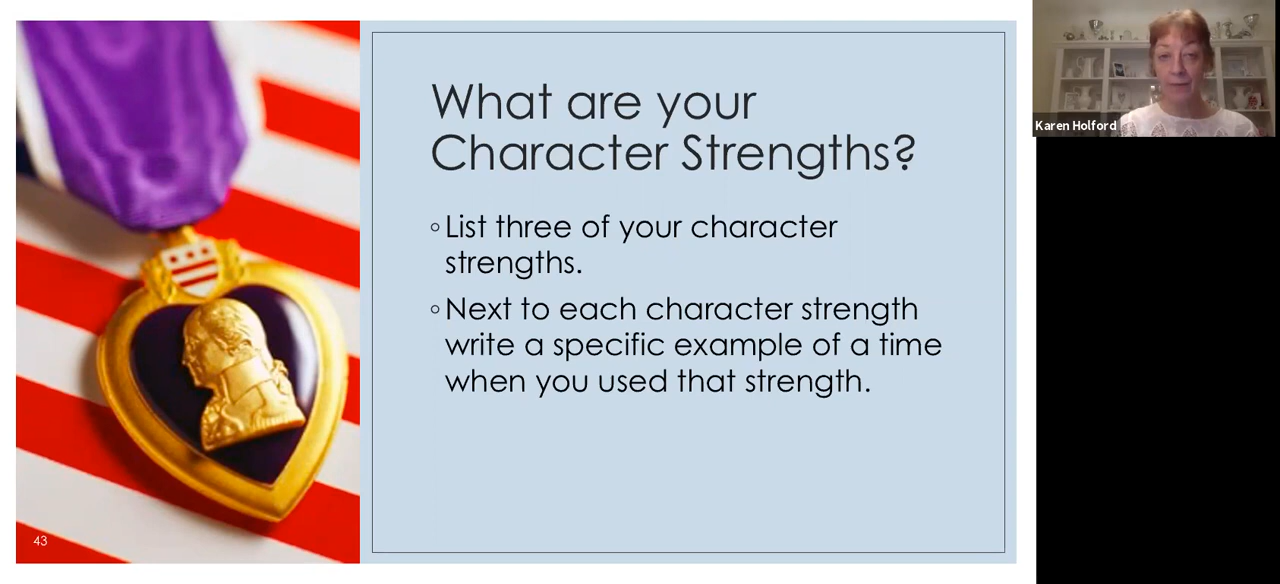 What are your
Character Strengths?
◦List three of your character
strengths.
◦Next to each character strength
write a specific example of a time
when you used that strength.
43
Karen Holford